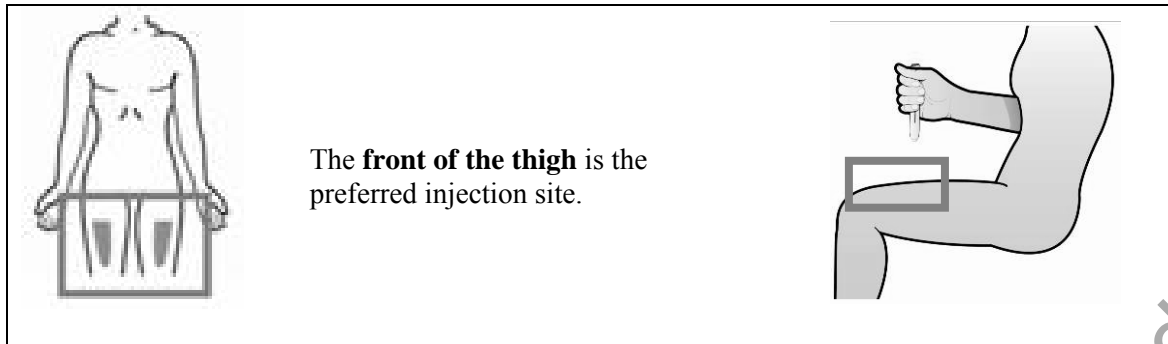 The front of the thigh is the
preferred injection site.